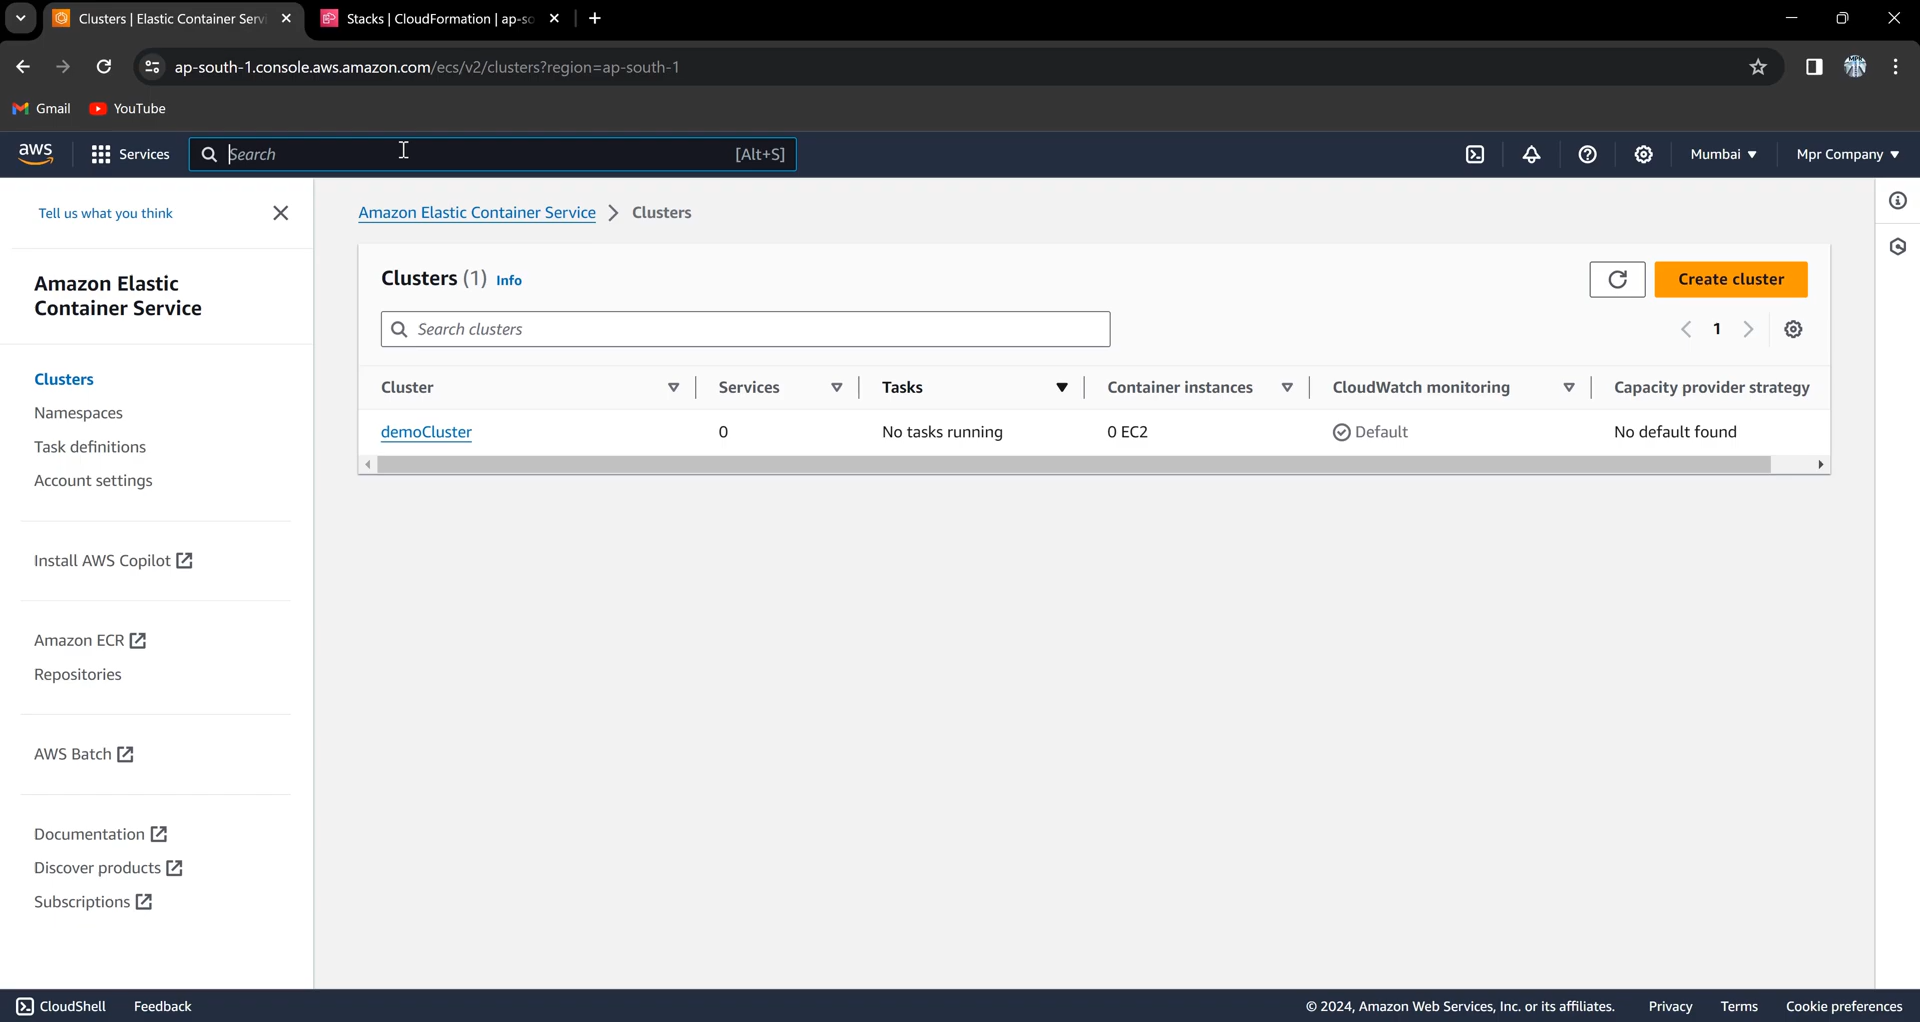 Clusters | Elastic Container Servi
Stacks | CloudFormation | ap-so
ap-south-1.console.aws.amazon.com/ecs/v2/clusters?region=ap-south-1
Gmail
YouTube
aws
Services
Search
[Alt+S]
Mumbai
Mpr Company
Tell us what you think
Amazon Elastic Container Service > Clusters
Amazon Elastic
Container Service
Clusters
Namespaces
Task definitions
Account settings
Install AWS Copilot
Amazon ECR
Repositories
AWS Batch
Documentation
Discover products
Subscriptions
Clusters (1) Info
Create cluster
Search clusters
1
Cluster Services Tasks Container instances CloudWatch monitoring Capacity provider strategy
demoCluster 0 No tasks running 0 EC2 Default No default found
CloudShell Feedback
© 2024, Amazon Web Services, Inc. or its affiliates. Privacy Terms Cookie preferences